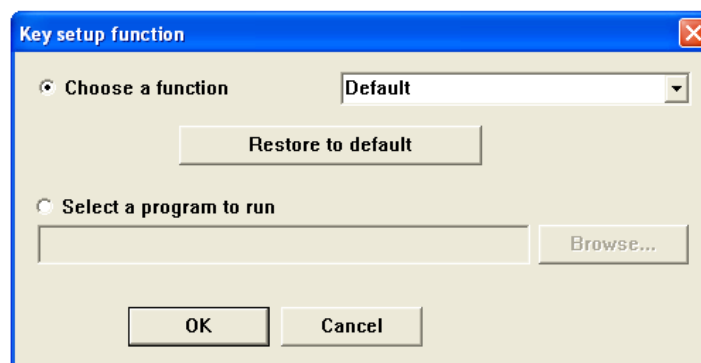 Key setup function
Choose a function Default
Restore to default
Select a program to run
Browse...
OK Cancel